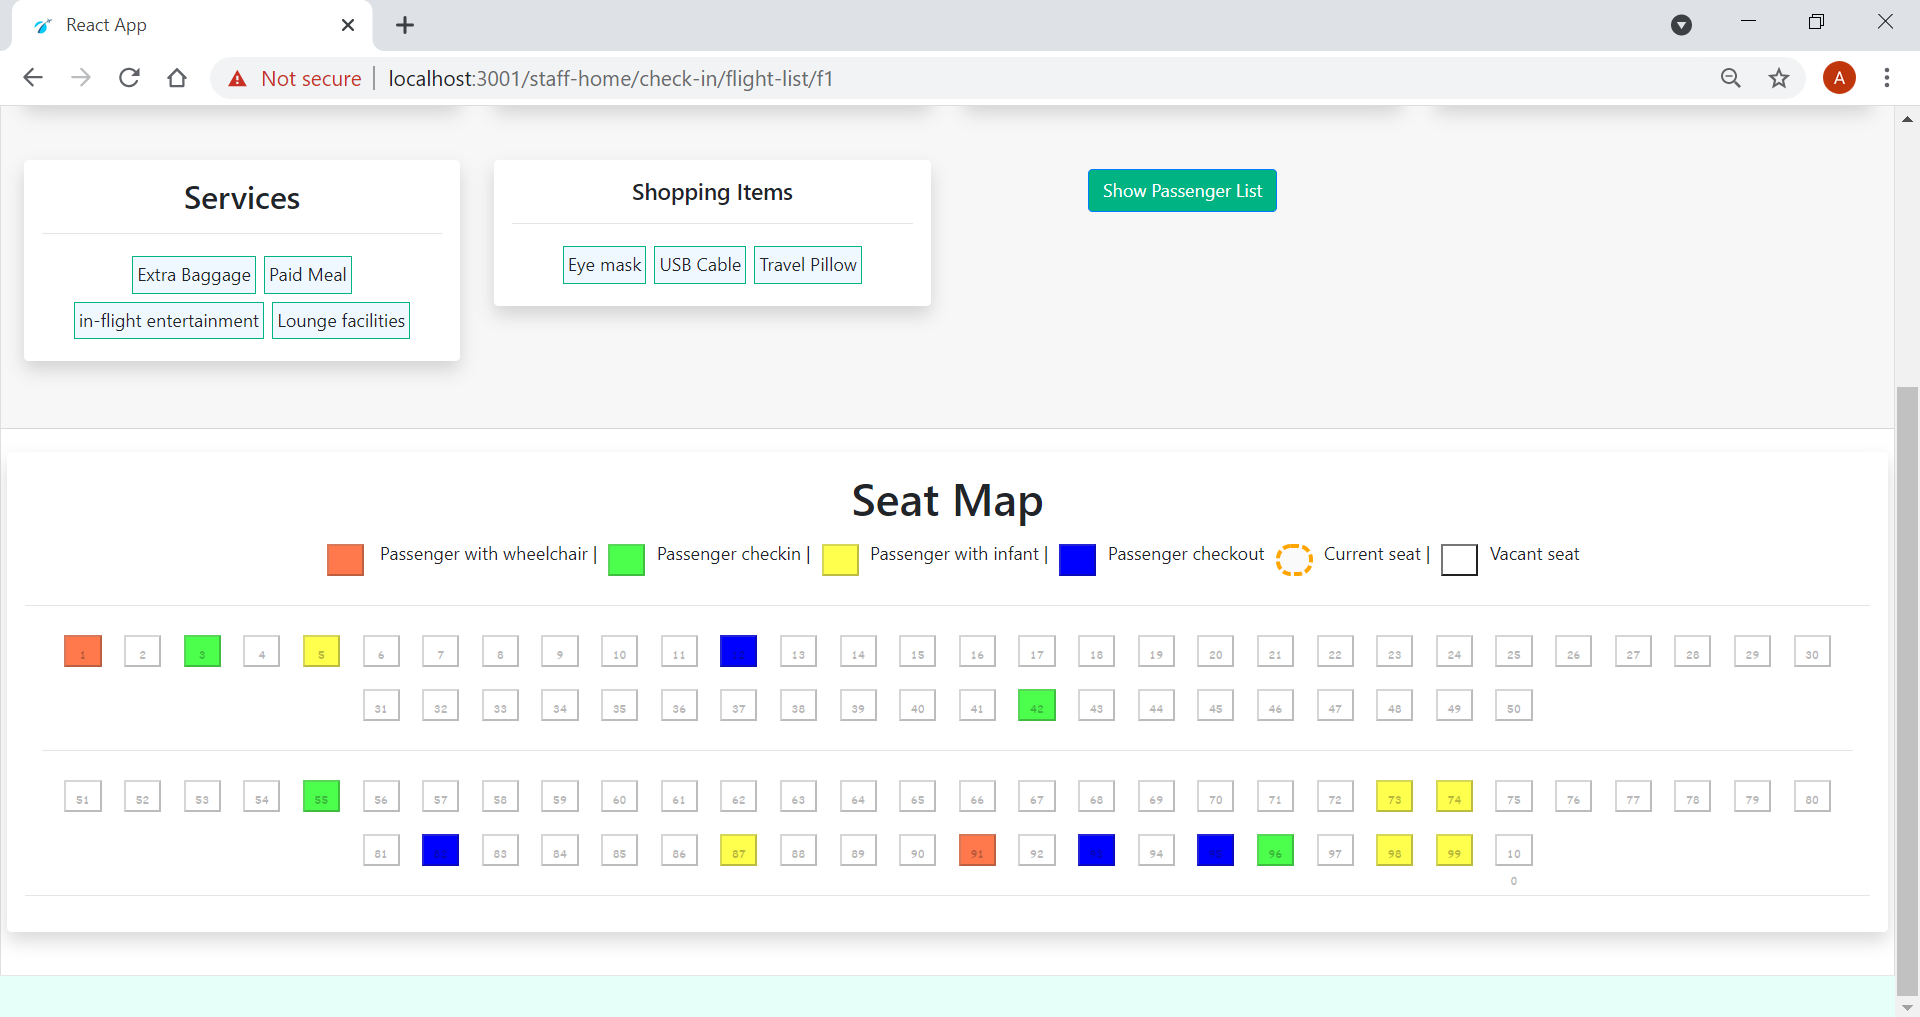 React App
Not secure | localhost:3001/staff-home/check-in/flight-list/f1
A
Services
Extra Baggage Paid Meal
in-flight entertainment Lounge facilities
Shopping Items
Eye mask USB Cable Travel Pillow
Show Passenger List
Seat Map
Passenger with wheelchair | Passenger checkin | Passenger with infant | Passenger checkout Current seat | Vacant seat
1 2 3 4 5 6 7 8 9 10 11 12 13 14 15 16 17 18 19 20 21 22 23 24 25 26 27 28 29 30
31 32 33 34 35 36 37 38 39 40 41 42 43 44 45 46 47 48 49 50
51 52 53 54 55 56 57 58 59 60 61 62 63 64 65 66 67 68 69 70 71 72 73 74 75 76 77 78 79 80
81 83 84 85 86 87 88 89 90 91 92 94 96 97 98 99 10
0